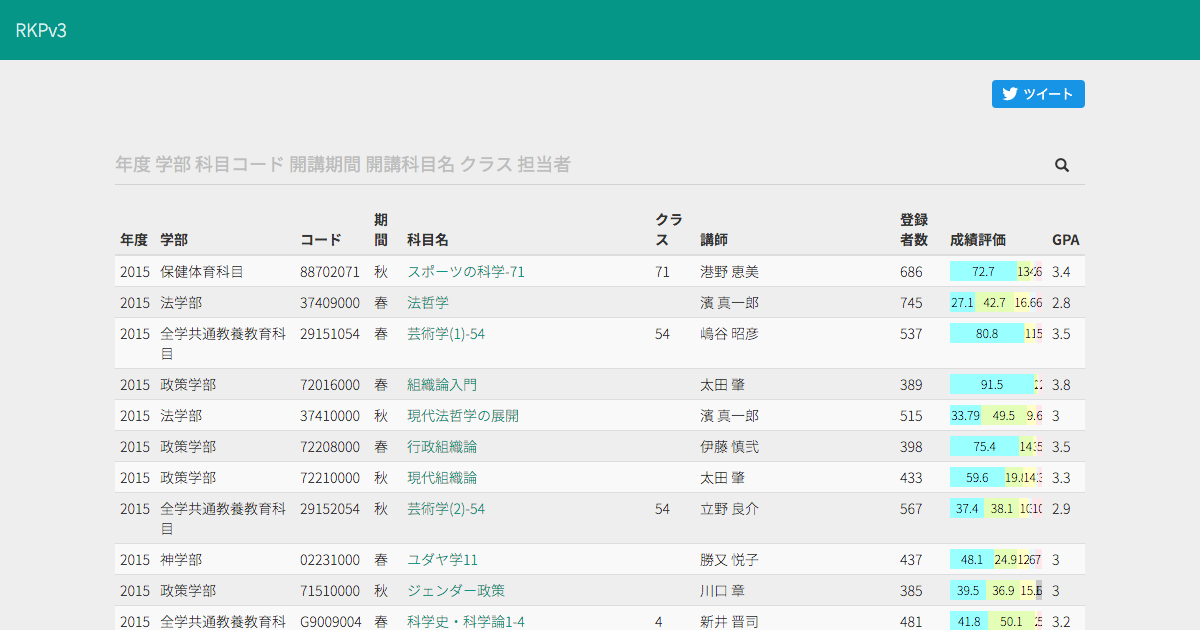 RKPv3
ツイート
年度 学部 科目コード 開講期間 開講科目名 クラス 担当者
年度 学部 コード 期間 科目名 クラス 講師 登録者数 成績評価 GPA
2015 保健体育科目 88702071 秋 スポーツの科学-71 71 港野 恵美 686 72.7 3.4
2015 法学部 37409000 春 法哲学 濱 真一郎 745 27.1 42.7 16.6 2.8
2015 全学共通教養教育科目 29151054 春 芸術学(1)-54 54 嶋谷 昭彦 537 80.8 3.5
2015 政策学部 72016000 春 組織論入門 太田 肇 389 91.5 3.8
2015 法学部 37410000 秋 現代法哲学の展開 濱 真一郎 515 33.79 49.5 9.6 3
2015 政策学部 72208000 春 行政組織論 伊藤 慎弐 398 75.4 3.5
2015 政策学部 72210000 秋 現代組織論 太田 肇 433 59.6 3.3
2015 全学共通教養教育科目 29152054 秋 芸術学(2)-54 54 立野 良介 567 37.4 38.1 2.9
2015 神学部 02231000 春 ユダヤ学11 勝又 悦子 437 48.1 24.9 3
2015 政策学部 71510000 秋 ジェンダー政策 川口 章 385 39.5 36.9 3
2015 全学共通教養教育科 G9009004 春 科学史・科学論1-4 4 新井 晋司 481 41.8 50.1 3.2